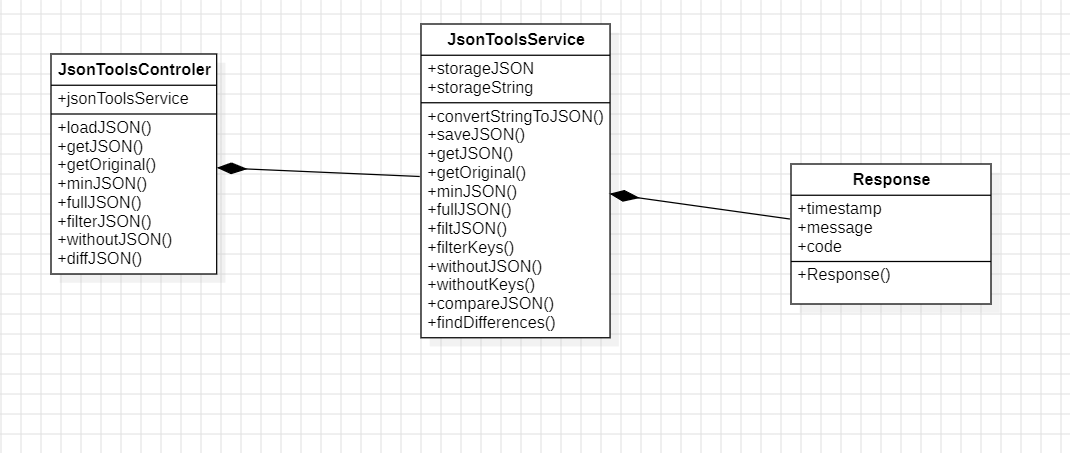 JsonToolsControler
+jsonToolsService
+loadJSON()
+getJSON()
+getOriginal()
+minJSON()
+fullJSON()
+filterJSON()
+withoutJSON()
+diffJSON()
JsonToolsService
+storageJSON
+storageString
+convertStringToJSON()
+saveJSON()
+getJSON()
+getOriginal()
+minJSON()
+fullJSON()
+filtJSON()
+filterKeys()
+withoutJSON()
+withoutKeys()
+compareJSON()
+findDifferences()
Response
+timestamp
+message
+code
+Response()